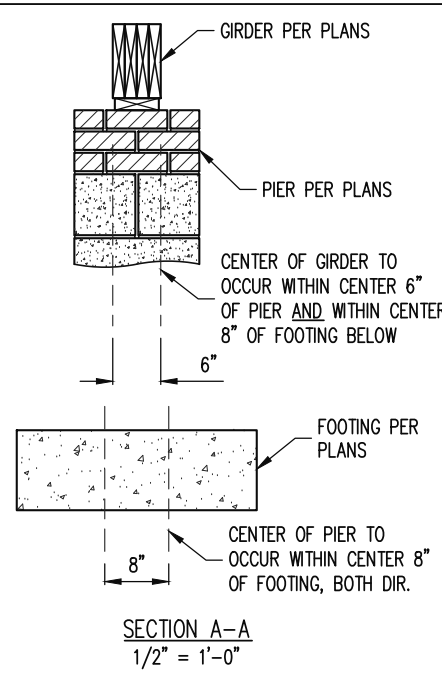 GIRDER PER PLANS
PIER PER PLANS
CENTER OF GIRDER TO
OCCUR WITHIN CENTER 6"
OF PIER AND WITHIN CENTER
8" OF FOOTING BELOW
6"
FOOTING PER
PLANS
CENTER OF PIER TO
OCCUR WITHIN CENTER 8"
OF FOOTING, BOTH DIR.
8"
SECTION A-A
1/2" = 1'-0"